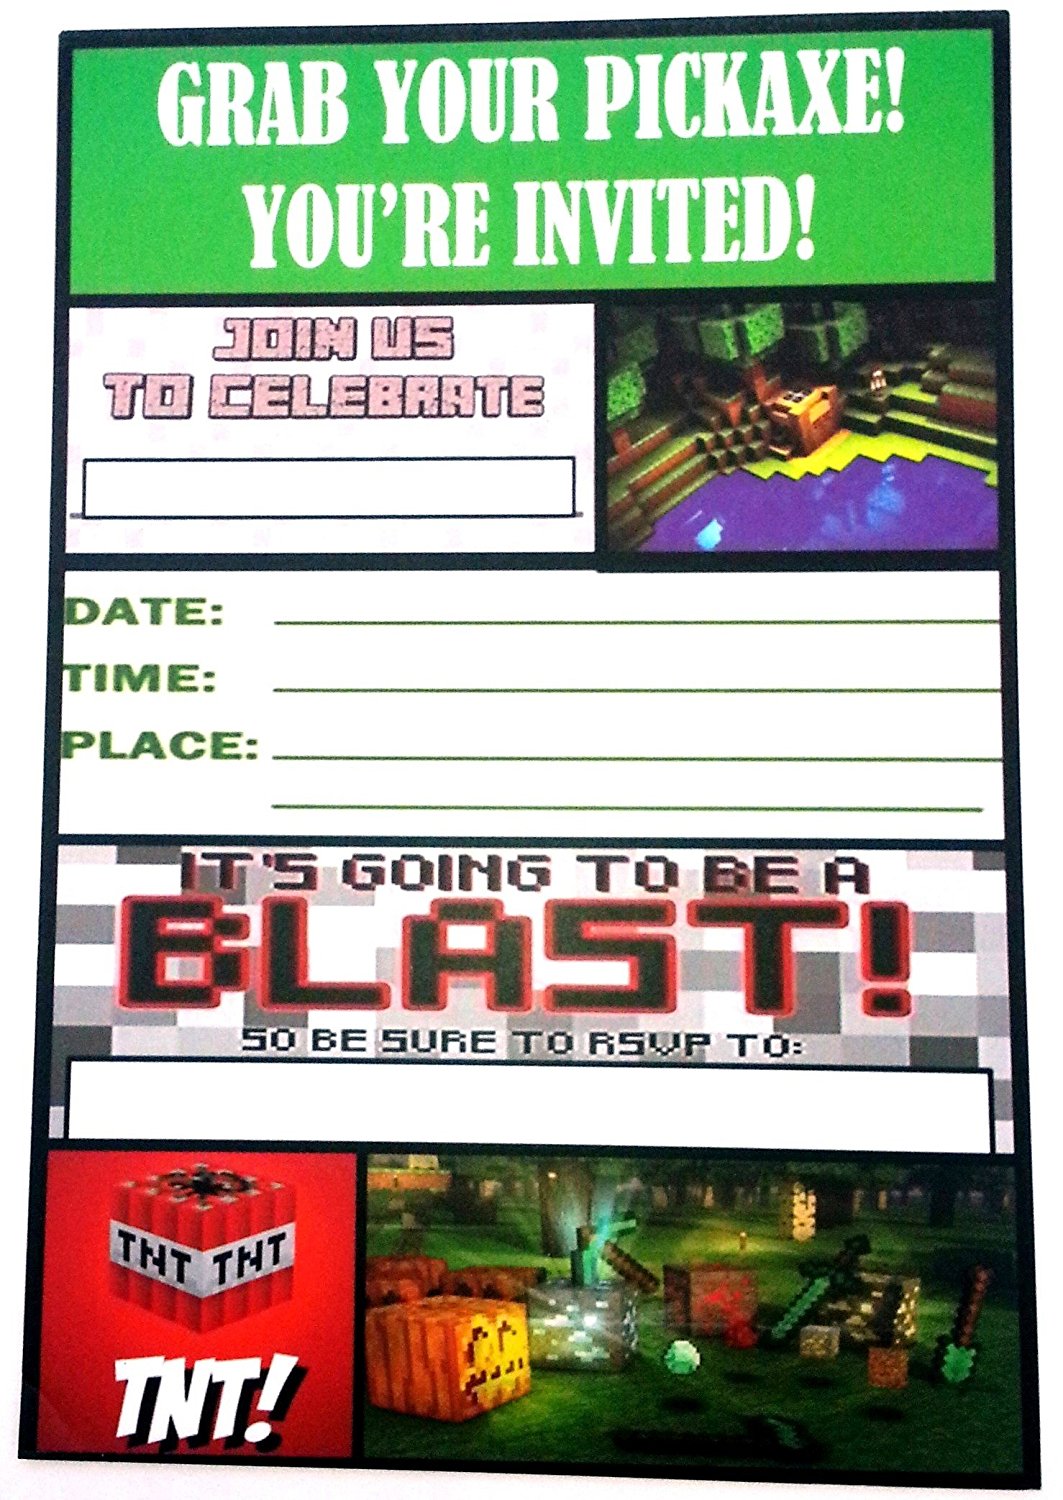 GRAB YOUR PICKAXE!
YOU'RE INVITED!
JOIN US
TO CELEBRATE
DATE:
TIME:
PLACE:
IT'S GOING TO BE A
BLAST!
SO BE SURE TO RSVP TO:
TNT TNT
TNT!